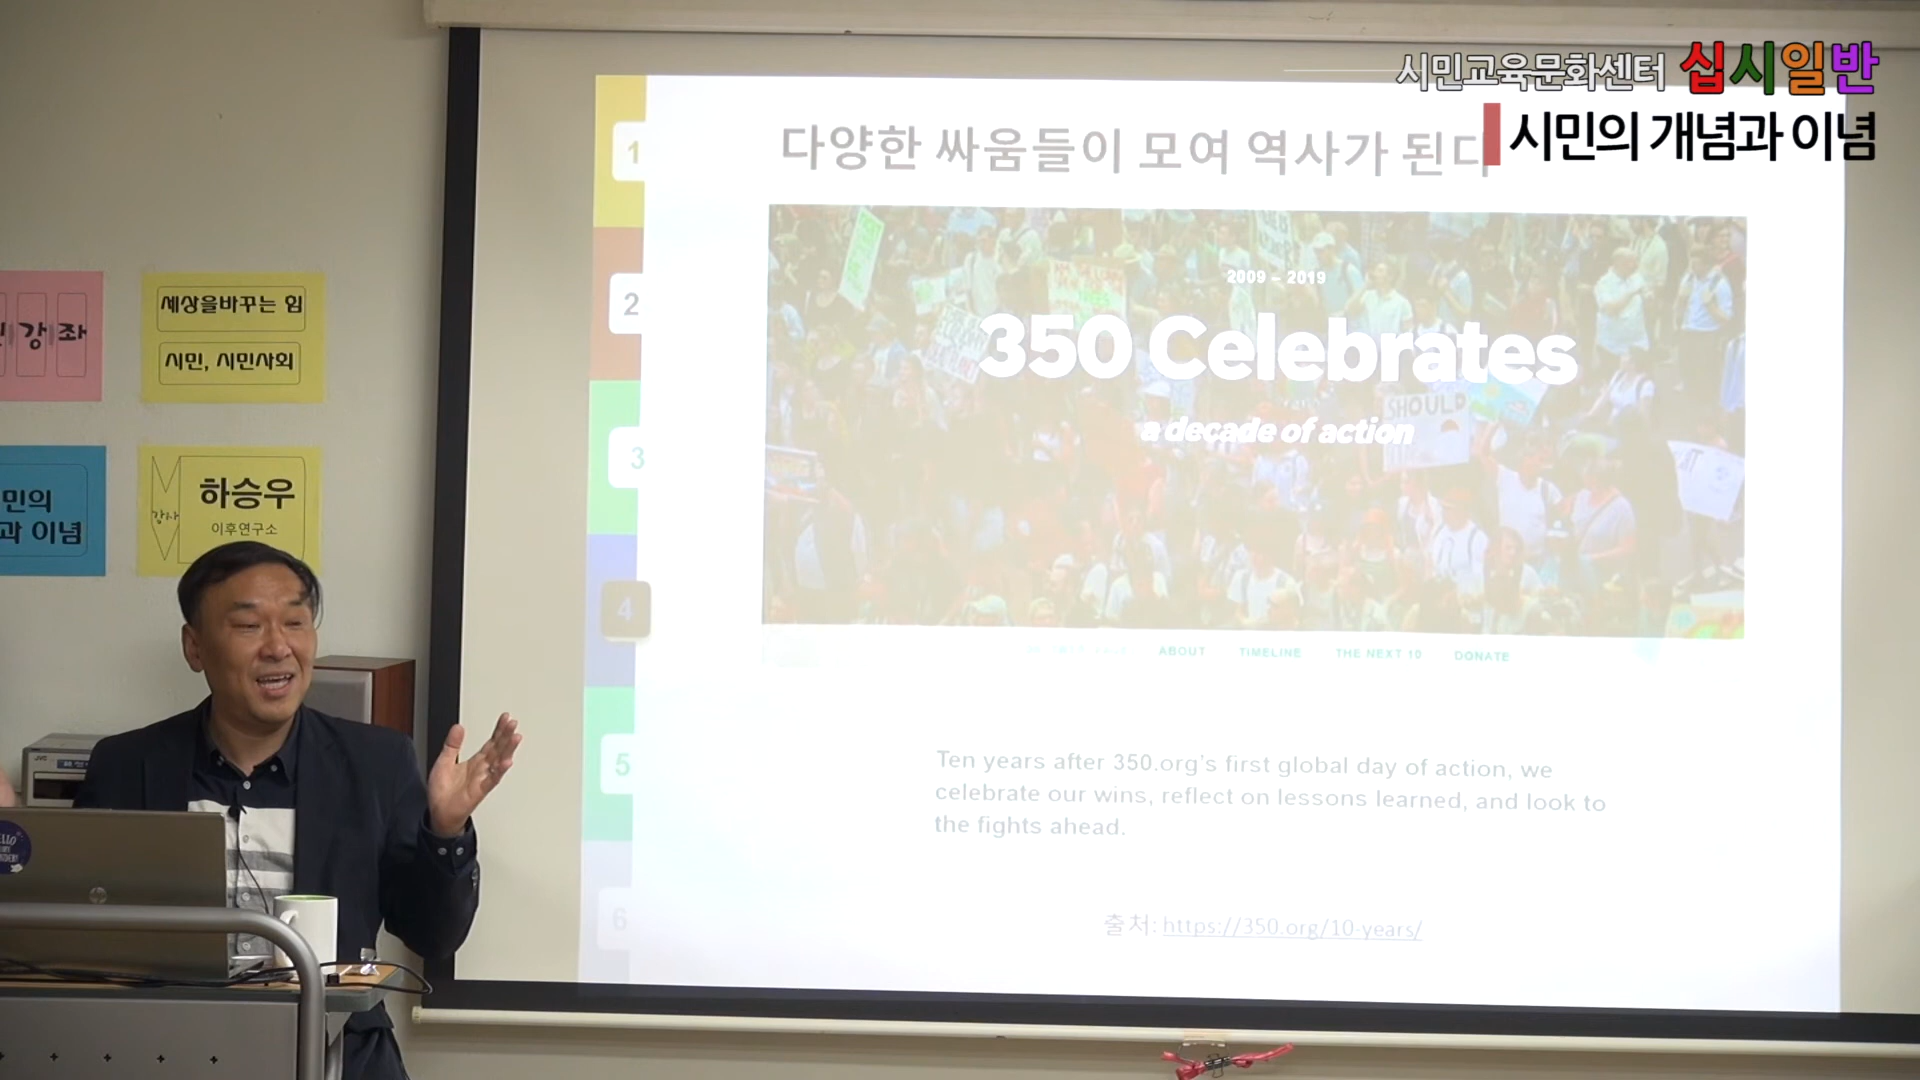 시민교육문화센터 십시일반
시민의 개념과 이념
다양한 싸움들이 모여 역사가 된다
1
2
3
4
5
6
2009 – 2019
350 Celebrates
a decade of action
SHOULD
ABOUT TIMELINE THE NEXT 10 DONATE
Ten years after 350.org's first global day of action, we
celebrate our wins, reflect on lessons learned, and look to
the fights ahead.
출처: https://350.org/10-years/
강좌
세상을바꾸는 힘
시민, 시민사회
민의
과 이념
강사
하승우
이후연구소
JVC